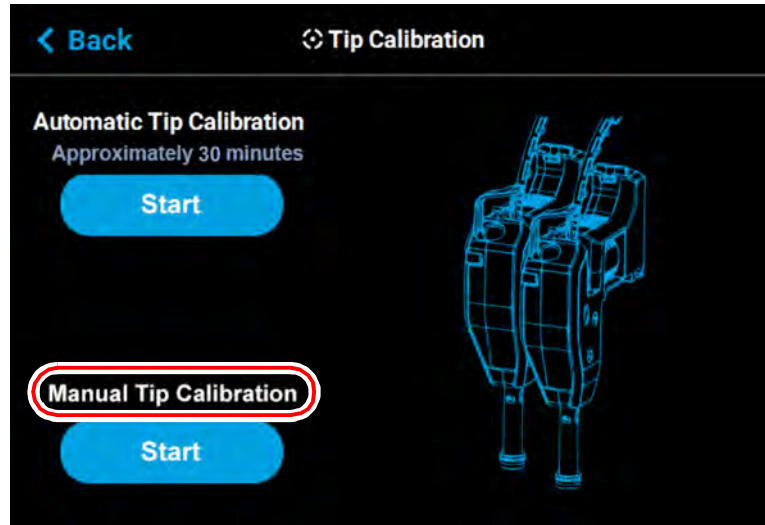 Back
Tip Calibration
Automatic Tip Calibration
Approximately 30 minutes
Start
Manual Tip Calibration
Start